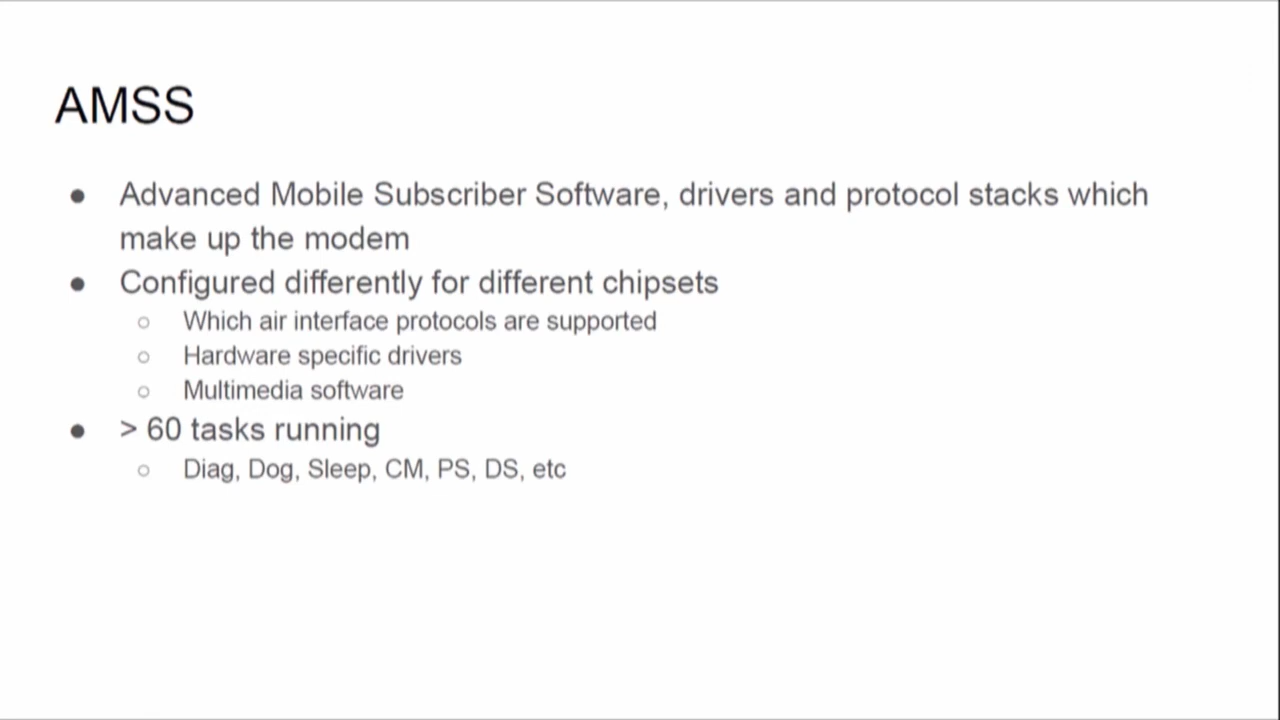 AMSS
● Advanced Mobile Subscriber Software, drivers and protocol stacks which
make up the modem
● Configured differently for different chipsets
○ Which air interface protocols are supported
○ Hardware specific drivers
○ Multimedia software
● > 60 tasks running
○ Diag, Dog, Sleep, CM, PS, DS, etc